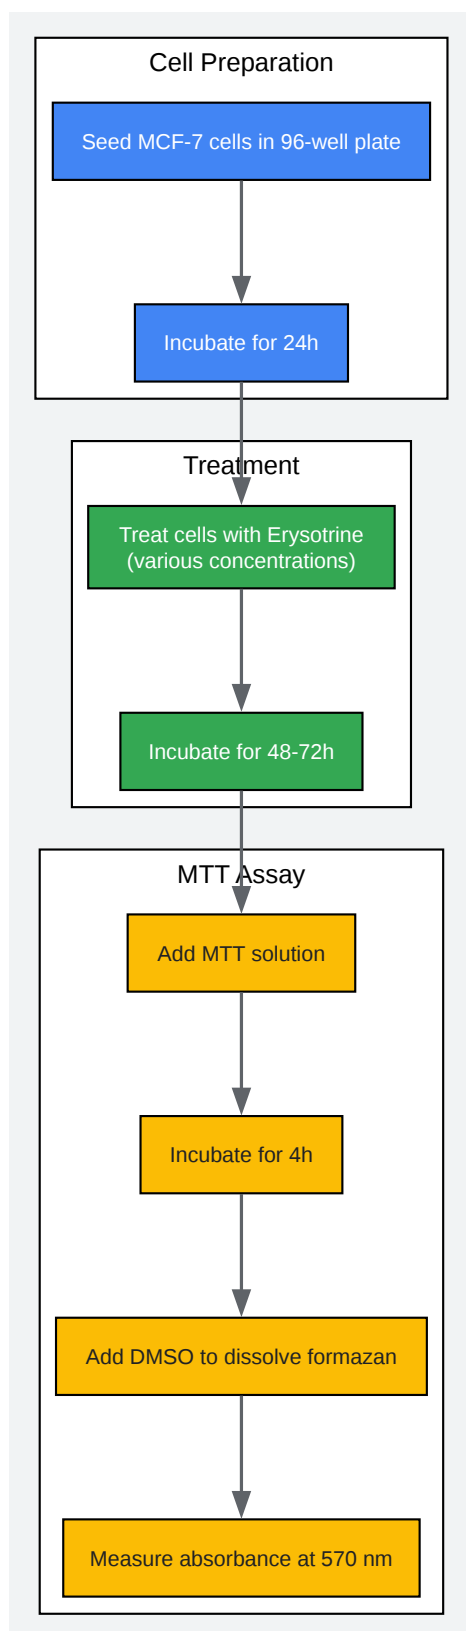 Cell Preparation
Seed MCF-7 cells in 96-well plate
Incubate for 24h
Treatment
Treat cells with Erysotrine
(various concentrations)
Incubate for 48-72h
MTT Assay
Add MTT solution
Incubate for 4h
Add DMSO to dissolve formazan
Measure absorbance at 570 nm